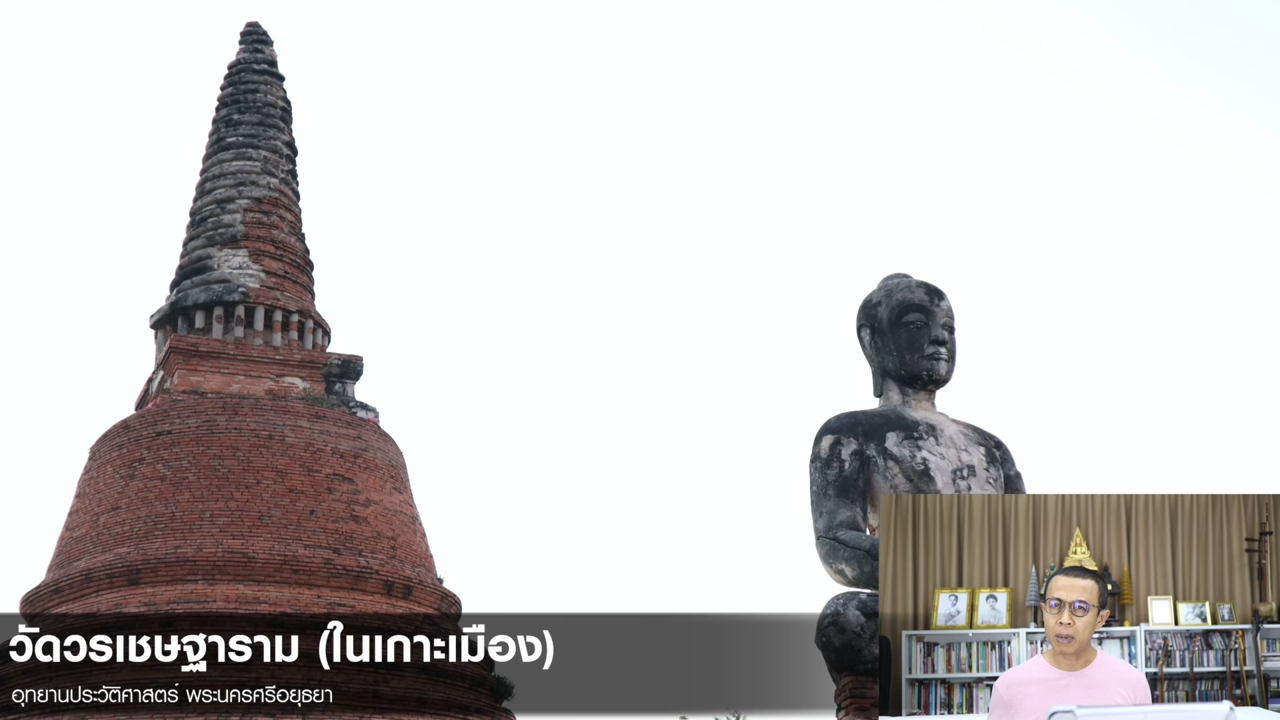 วัดวรเชษฐาราม (ในเกาะเมือง)
อุทยานประวัติศาสตร์ พระนครศรีอยุธยา